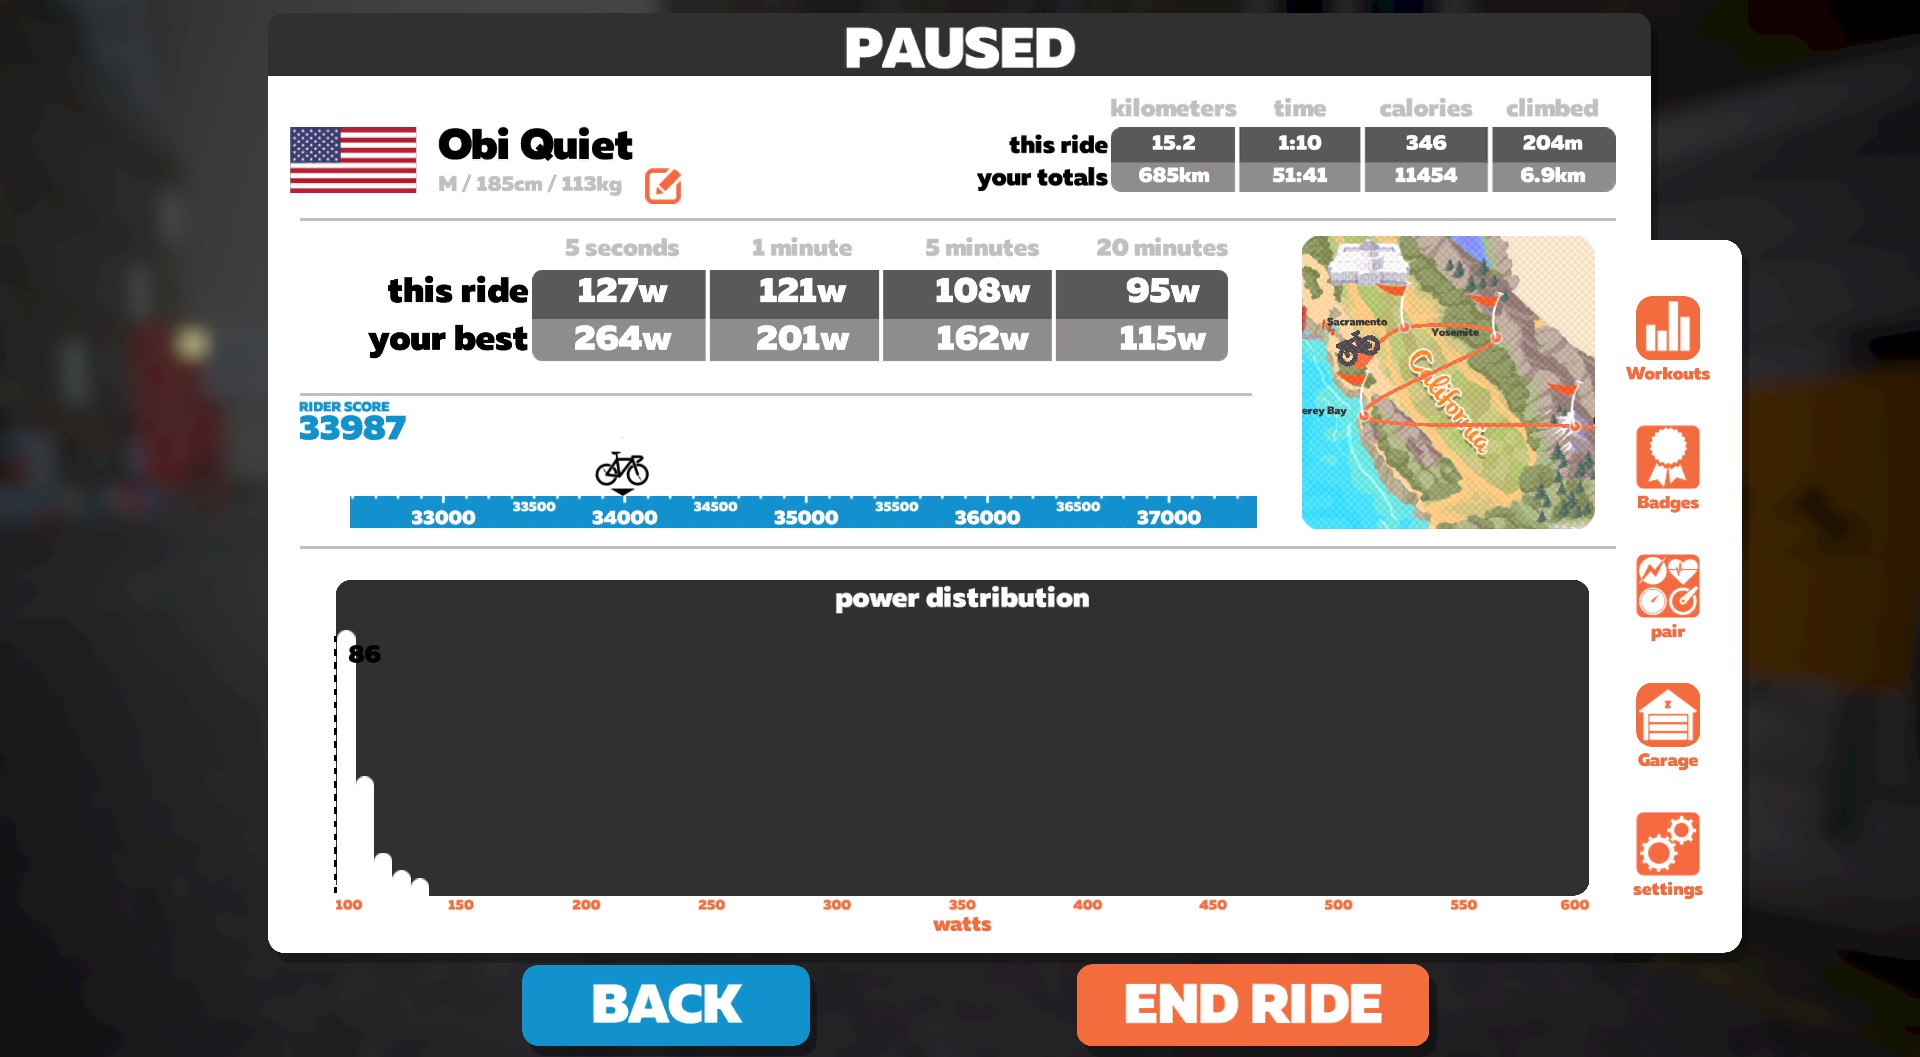 PAUSED
kilometers time calories climbed
Obi Quiet
this ride 15.2 1:10 346 204m
M / 185cm / 113kg
your totals 685km 51:41 11454 6.9km
5 seconds 1 minute 5 minutes 20 minutes
this ride 127w 121w 108w 95w
your best 264w 201w 162w 115w
Sacramento
Yosemite
California
erey Bay
RIDER SCORE
33987
33000 33500 34000 34500 35000 35500 36000 36500 37000
Workouts
Badges
pair
Z
Garage
settings
power distribution
86
100 150 200 250 300 350 400 450 500 550 600
watts
BACK
END RIDE